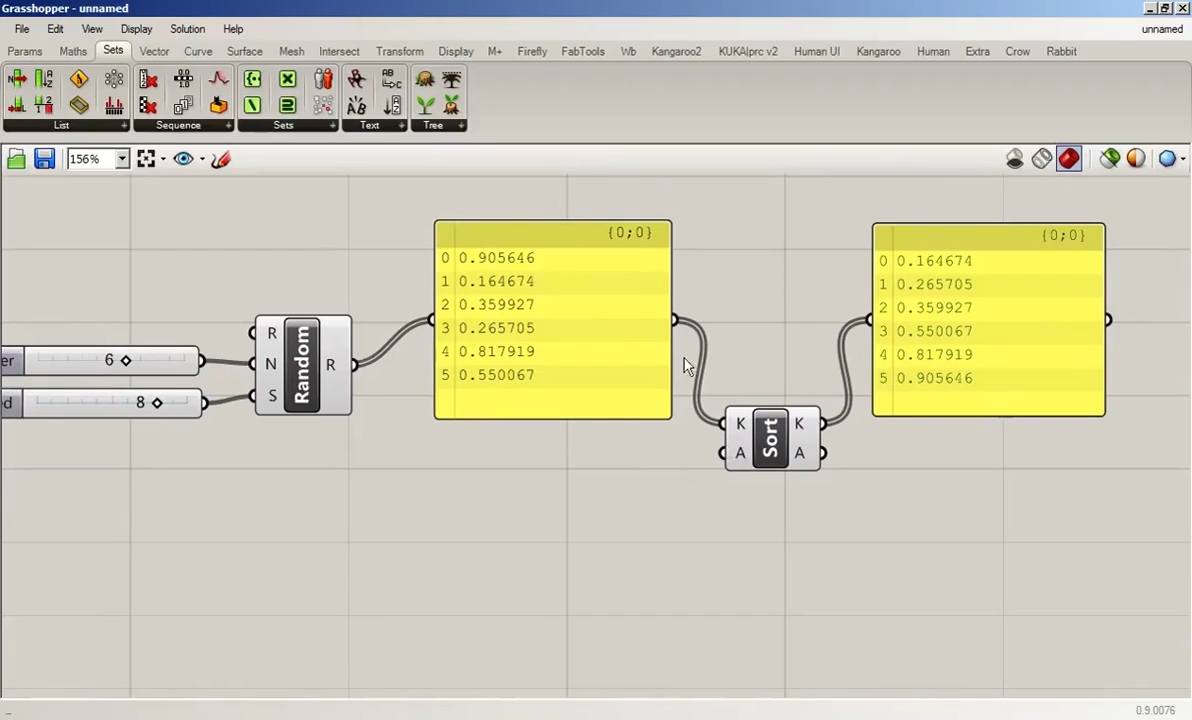 Grasshopper - unnamed
File Edit View Display Solution Help
unnamed
Params Maths Sets Vector Curve Surface Mesh Intersect Transform Display M+ Firefly FabTools Wb Kangaroo2 KUKA|prc v2 Human UI Kangaroo Human Extra Crow Rabbit
List + Sequence + Sets + Text + Tree +
156%
{0;0}
0 0.905646
1 0.164674
2 0.359927
3 0.265705
4 0.817919
5 0.550067
{0;0}
0 0.164674
1 0.265705
2 0.359927
3 0.550067
4 0.817919
5 0.905646
er 6
ed 8
R
N
S
Random
R
K
A
Sort
K
A
0.9.0076